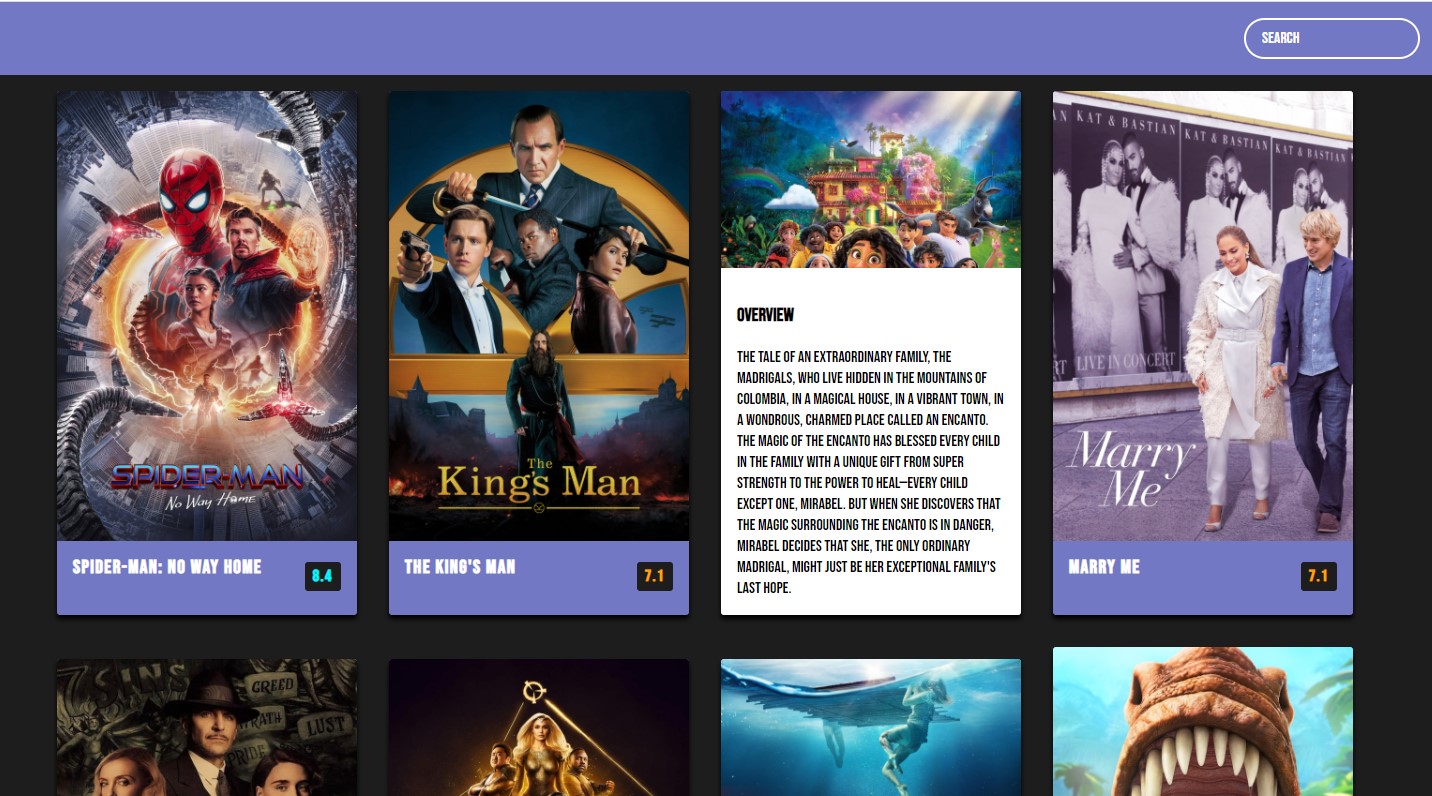 SEARCH
SPIDER-MAN
No Way Home
SPIDER-MAN: NO WAY HOME
8.4
The
King's Man
THE KING'S MAN
7.1
OVERVIEW
THE TALE OF AN EXTRAORDINARY FAMILY, THE
MADRIGALS, WHO LIVE HIDDEN IN THE MOUNTAINS OF
COLOMBIA, IN A MAGICAL HOUSE, IN A VIBRANT TOWN, IN
A WONDROUS, CHARMED PLACE CALLED AN ENCANTO.
THE MAGIC OF THE ENCANTO HAS BLESSED EVERY CHILD
IN THE FAMILY WITH A UNIQUE GIFT FROM SUPER
STRENGTH TO THE POWER TO HEAL—EVERY CHILD
EXCEPT ONE, MIRABEL. BUT WHEN SHE DISCOVERS THAT
THE MAGIC SURROUNDING THE ENCANTO IS IN DANGER,
MIRABEL DECIDES THAT SHE, THE ONLY ORDINARY
MADRIGAL, MIGHT JUST BE HER EXCEPTIONAL FAMILY'S
LAST HOPE.
AN KAT & BASTIAN
KAT & BASTIAN
KAT & BASTIAN
RT LIVE IN CONCERT
Marry
Me
MARRY ME
7.1
7 SINS
GREED
WRATH
LUST
PRIDE